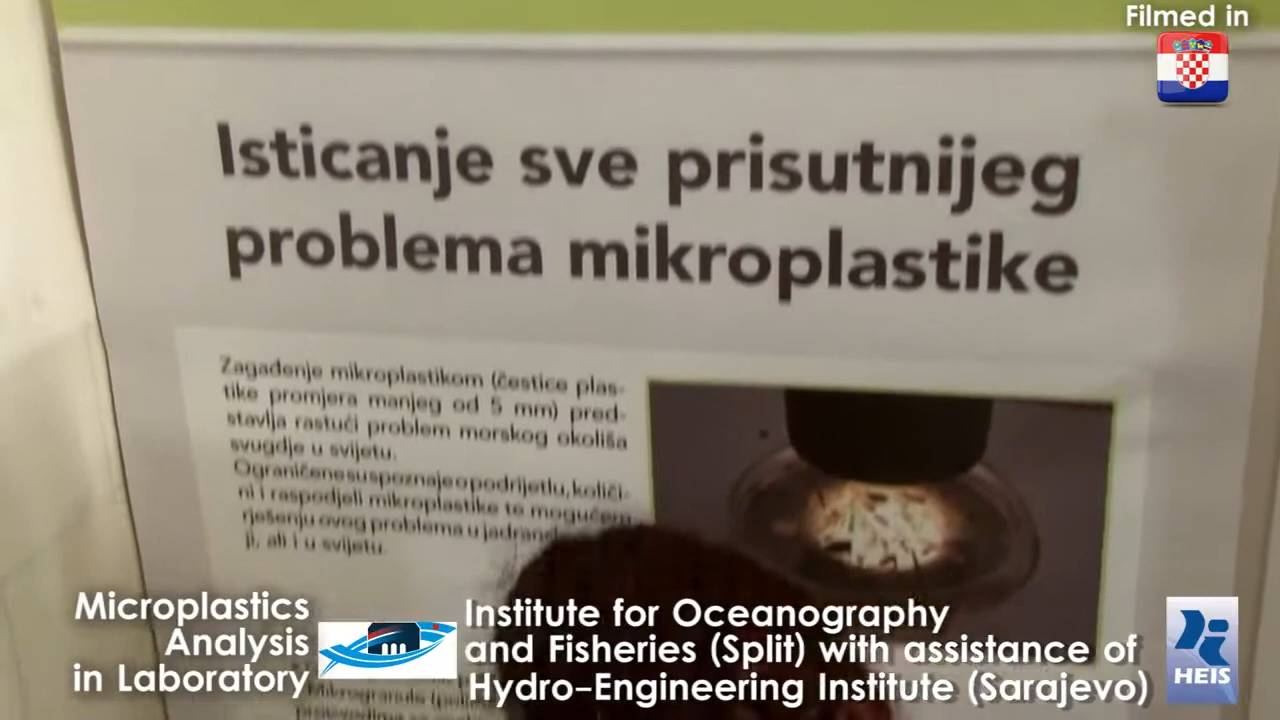 Filmed in
Isticanje sve prisutnijeg
problema mikroplastike
Zagađenje mikroplastikom (čestice plas-
tike promjera manjeg od 5 mm) pred-
stavlja rastući problem morskog okoliša
svugdje u svijetu.
Ograničene su spoznaje o podrijetlu, količi-
ni i raspodjeli mikroplastike te mogućem
rješenju ovog problema u
ji, ali i u svijetu.
Microplastics
Analysis
in Laboratory
Institute for Oceanography
and Fisheries (Split) with assistance of
Hydro-Engineering Institute (Sarajevo)
HEIS